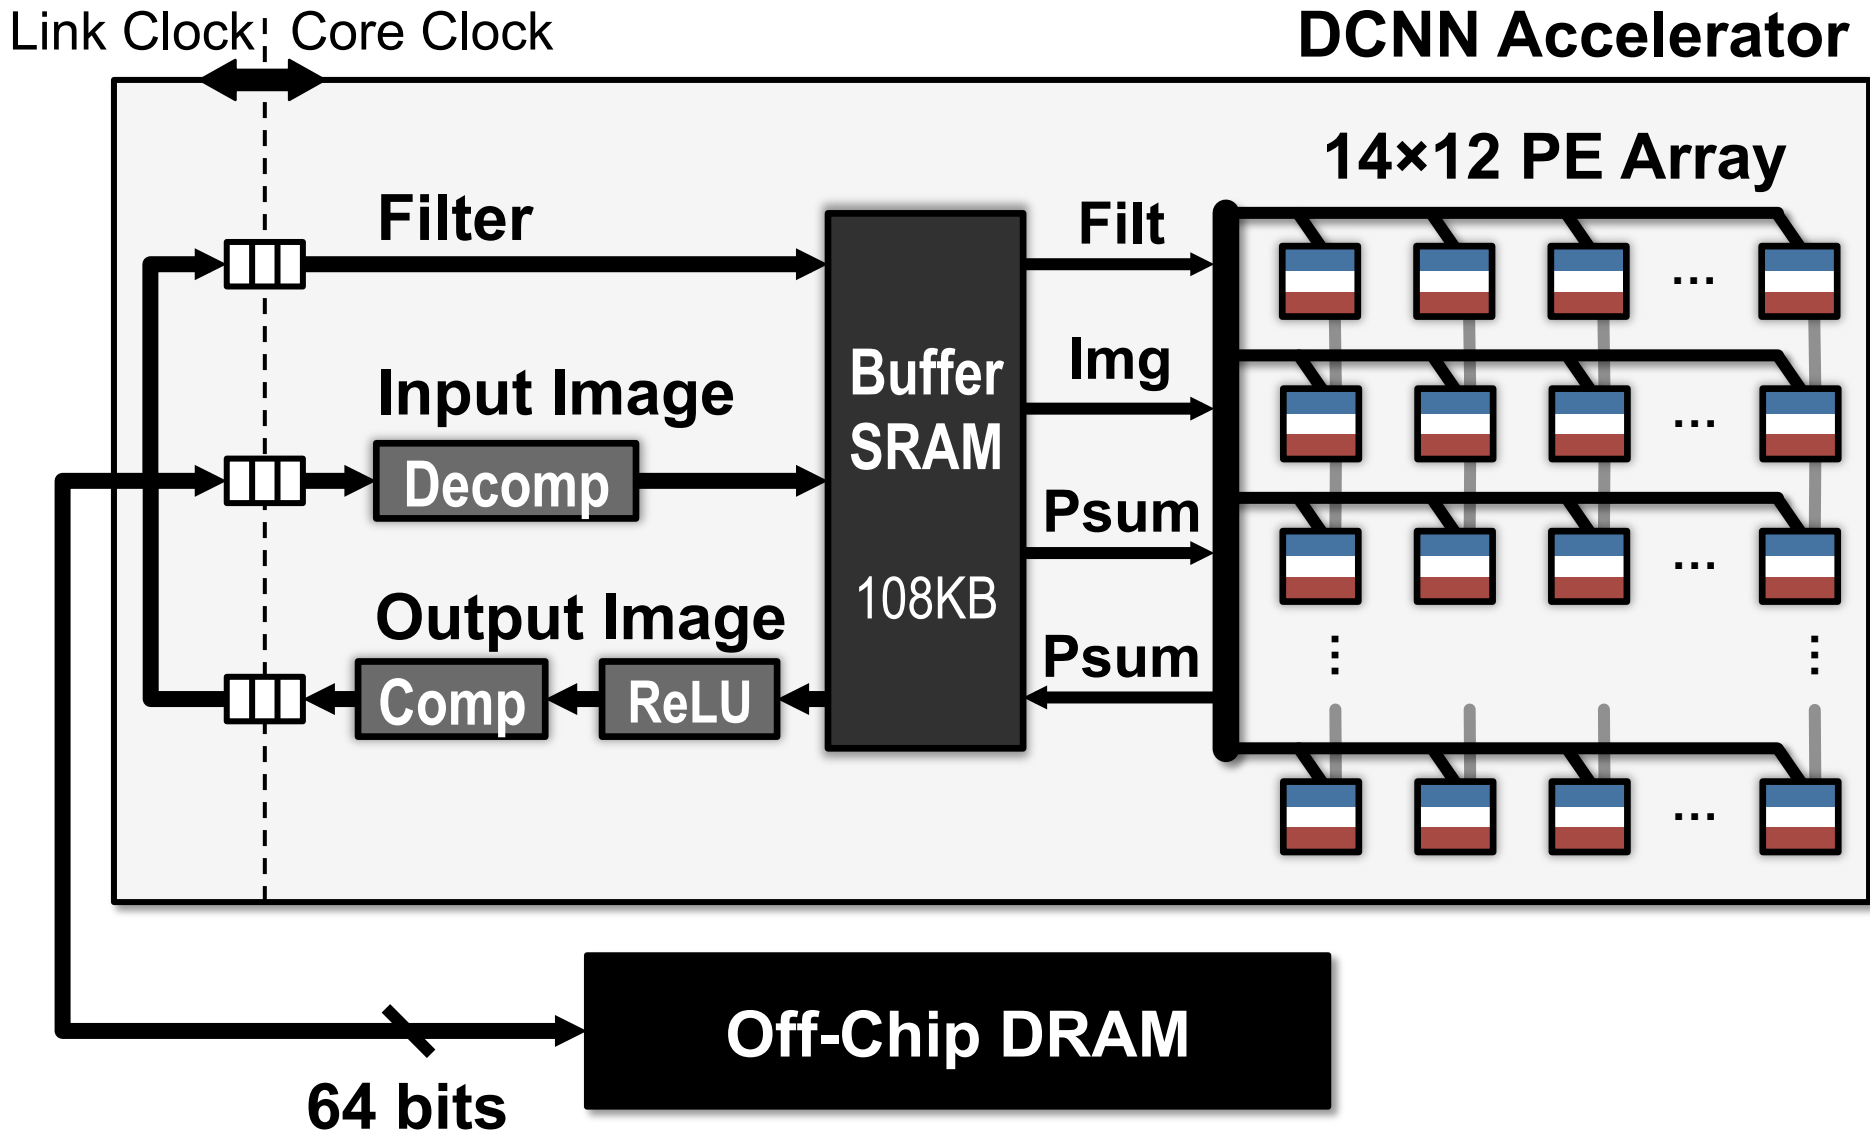 Link Clock Core Clock
DCNN Accelerator
14×12 PE Array
Filter
Filt
Input Image
Img
Decomp
Buffer
SRAM
108KB
Psum
Output Image
Psum
Comp
ReLU
...
...
...
...
...
...
Off-Chip DRAM
64 bits